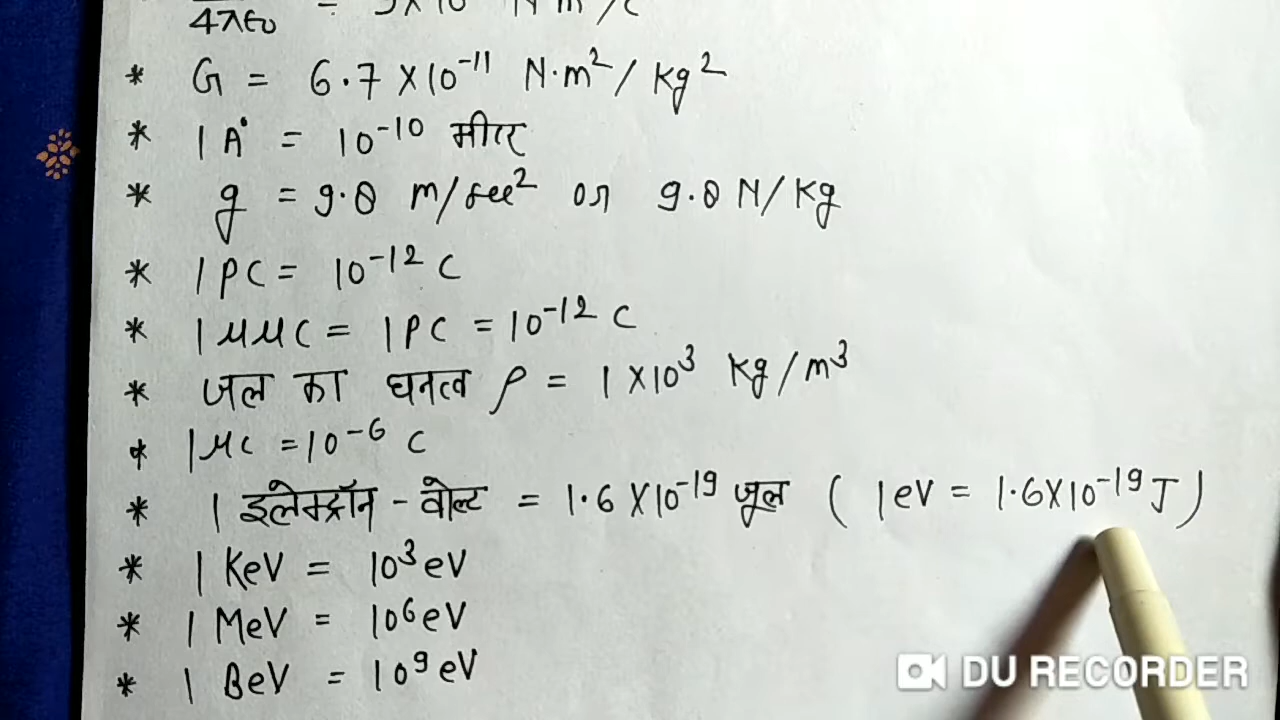 4πε₀
* G = 6.7 × 10⁻¹¹ N·m² / Kg²
* 1 A° = 10⁻¹⁰ मीटर
* g = 9.8 m/sec² or 9.8 N/Kg
* 1 PC = 10⁻¹² C
* 1 μμC = 1 PC = 10⁻¹² C
* जल का घनत्व ρ = 1 × 10³ Kg / m³
* 1 μC = 10⁻⁶ C
* 1 इलेक्ट्रॉन - वोल्ट = 1.6 × 10⁻¹⁹ जूल ( 1 eV = 1.6 × 10⁻¹⁹ J )
* 1 KeV = 10³ eV
* 1 MeV = 10⁶ eV
* 1 BeV = 10⁹ eV
DU RECORDER